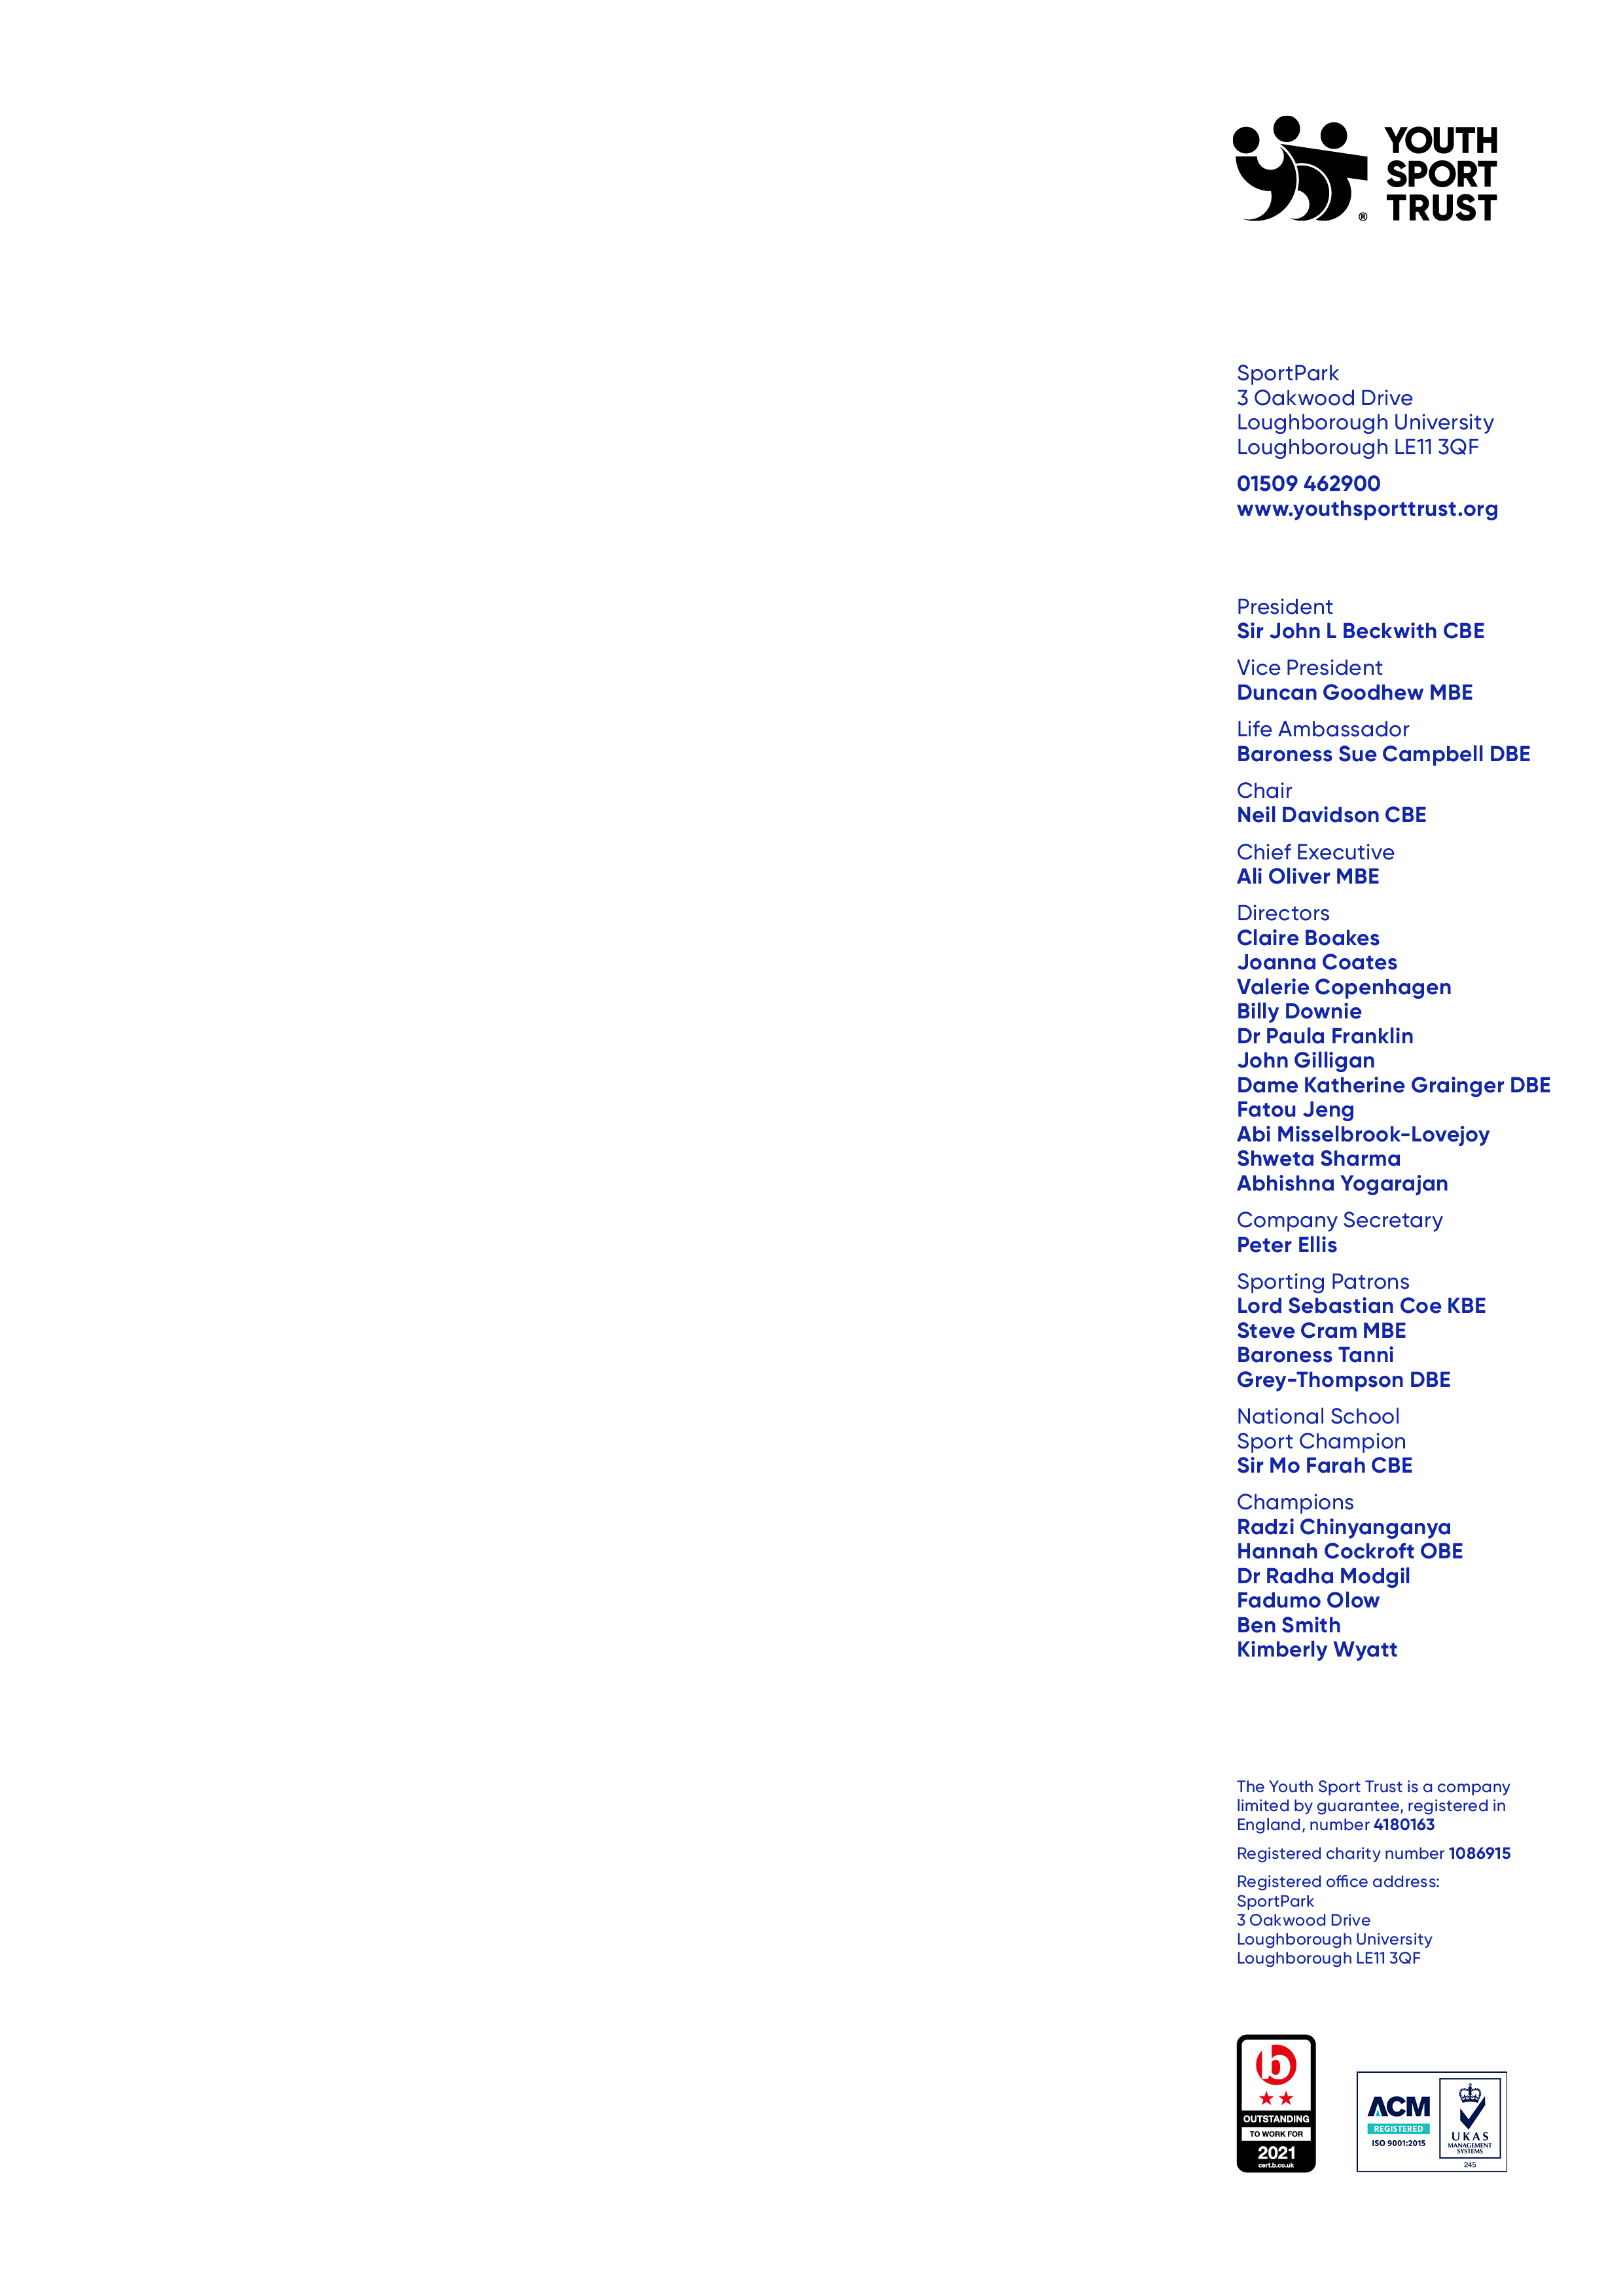 YOUTH
SPORT
TRUST
®
SportPark
3 Oakwood Drive
Loughborough University
Loughborough LE11 3QF
01509 462900
www.youthsporttrust.org
President
Sir John L Beckwith CBE
Vice President
Duncan Goodhew MBE
Life Ambassador
Baroness Sue Campbell DBE
Chair
Neil Davidson CBE
Chief Executive
Ali Oliver MBE
Directors
Claire Boakes
Joanna Coates
Valerie Copenhagen
Billy Downie
Dr Paula Franklin
John Gilligan
Dame Katherine Grainger DBE
Fatou Jeng
Abi Misselbrook-Lovejoy
Shweta Sharma
Abhishna Yogarajan
Company Secretary
Peter Ellis
Sporting Patrons
Lord Sebastian Coe KBE
Steve Cram MBE
Baroness Tanni
Grey-Thompson DBE
National School
Sport Champion
Sir Mo Farah CBE
Champions
Radzi Chinyanganya
Hannah Cockroft OBE
Dr Radha Modgil
Fadumo Olow
Ben Smith
Kimberly Wyatt
The Youth Sport Trust is a company
limited by guarantee, registered in
England, number 4180163
Registered charity number 1086915
Registered office address:
SportPark
3 Oakwood Drive
Loughborough University
Loughborough LE11 3QF
b
OUTSTANDING
TO WORK FOR
2021
cert.b.co.uk
ACM
REGISTERED
ISO 9001:2015
UKAS
MANAGEMENT
SYSTEMS
245